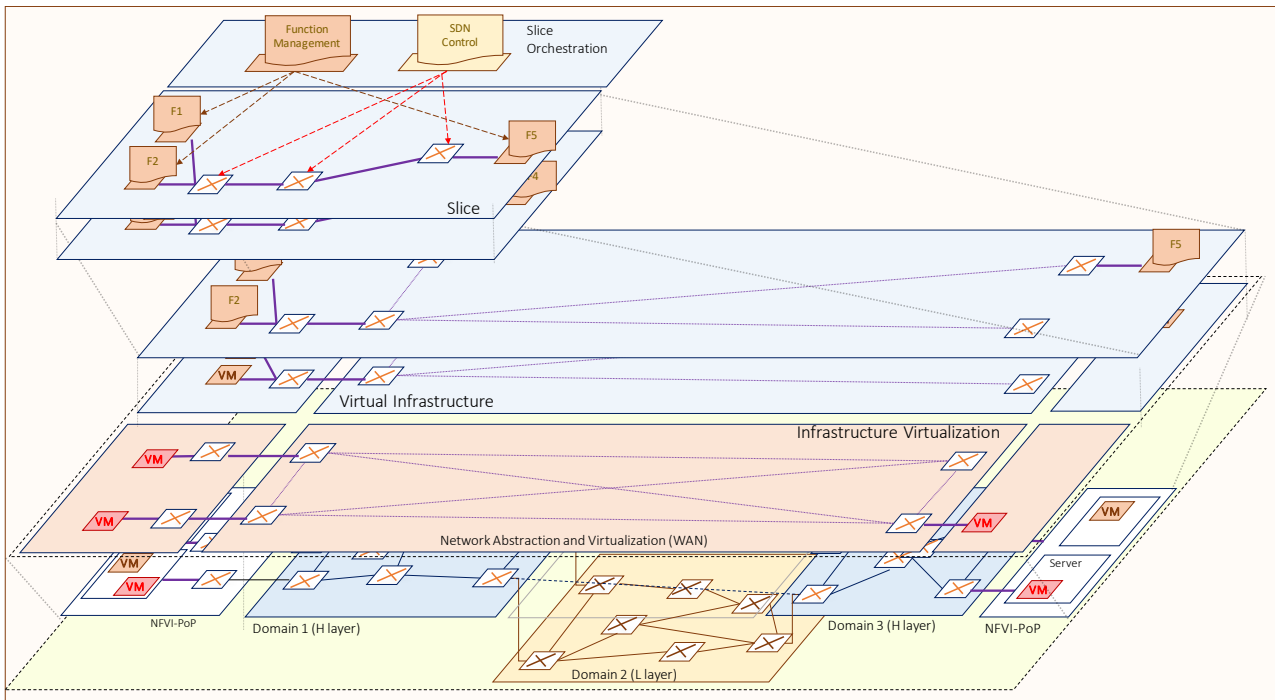 Function
Management
SDN
Control
Slice
Orchestration
F1
F5
F2
F4
Slice
F5
F2
VM
Virtual Infrastructure
Infrastructure Virtualization
VM
VM
VM
VM
Network Abstraction and Virtualization (WAN)
VM
VM
Server
VM
NFVI-PoP
Domain 1 (H layer)
Domain 3 (H layer)
NFVI-PoP
Domain 2 (L layer)